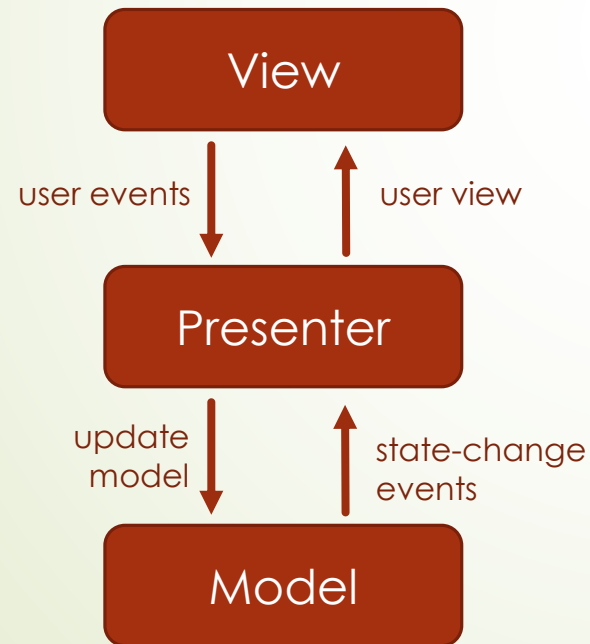 View
user events
user view
Presenter
update
model
state-change
events
Model